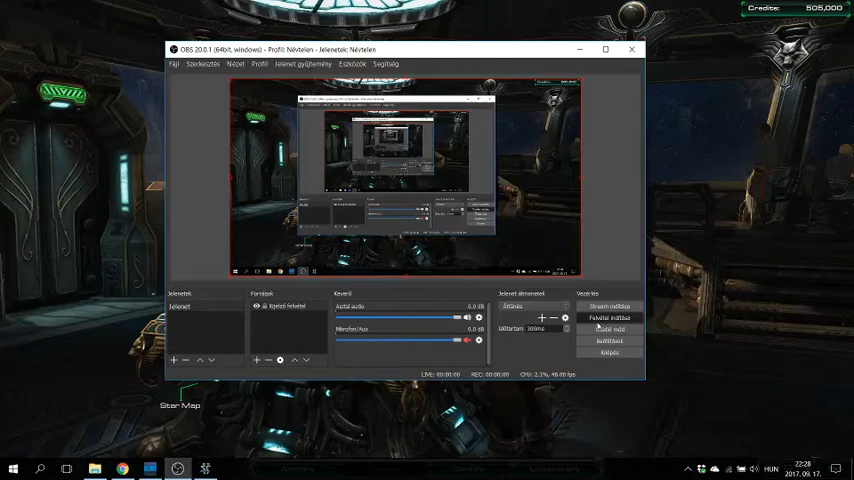 Credits: 505,000
OBS 20.0.1 (64bit, windows) - Profil: Névtelen - Jelenetek: Névtelen
Fájl Szerkesztés Nézet Profil Jelenet gyűjtemény Eszközök Segítség
Jelenetek
Források
Keverő
Jelenet átmenetek
Vezérlés
Jelenet
Kijelző felvétel
Asztal audio 0.0 dB
Mikrofon/Aux 0.0 dB
Áttűnés
Időtartam 300ms
Stream indítása
Felvétel indítása
Stúdió mód
Beállítások
Kilépés
LIVE: 00:00:00 REC: 00:00:00 CPU: 2.1%, 48.00 fps
Star Map
Armory
HUN
22:28
2017. 09. 17.